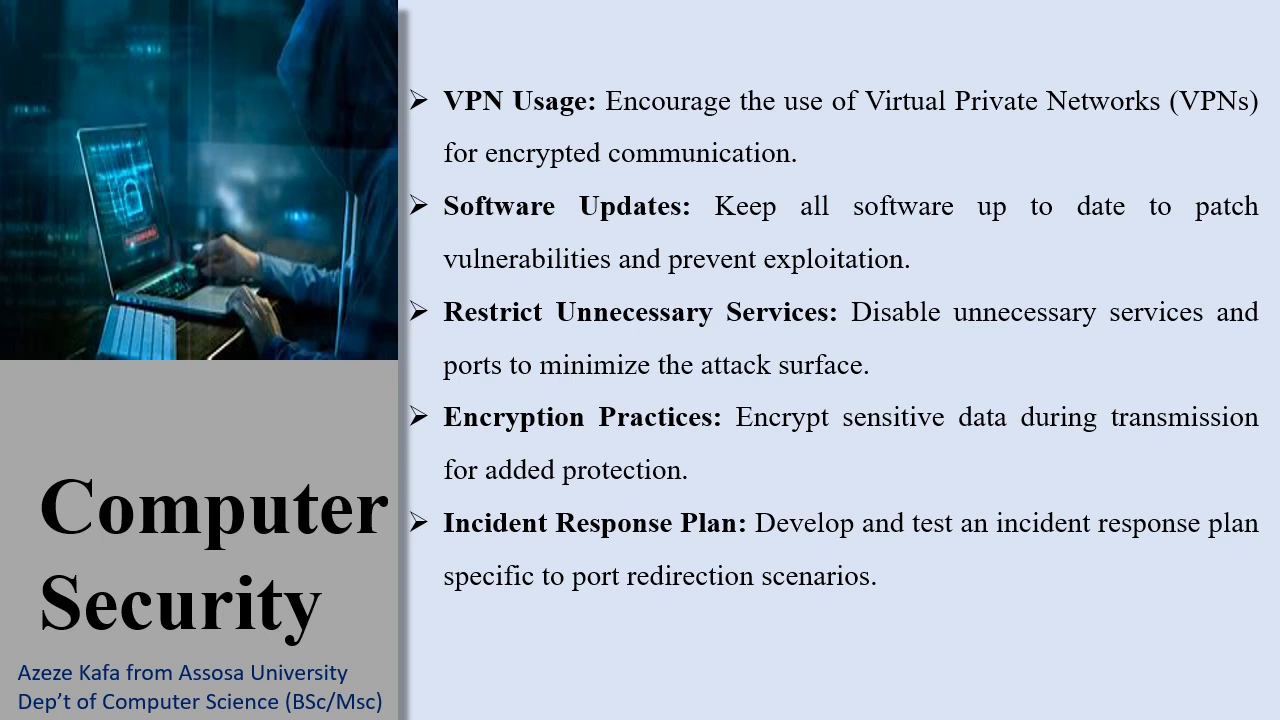 ➢ VPN Usage: Encourage the use of Virtual Private Networks (VPNs)
for encrypted communication.
➢ Software Updates: Keep all software up to date to patch
vulnerabilities and prevent exploitation.
➢ Restrict Unnecessary Services: Disable unnecessary services and
ports to minimize the attack surface.
➢ Encryption Practices: Encrypt sensitive data during transmission
for added protection.
➢ Incident Response Plan: Develop and test an incident response plan
specific to port redirection scenarios.
Computer
Security
Azeze Kafa from Assosa University
Dep’t of Computer Science (BSc/Msc)